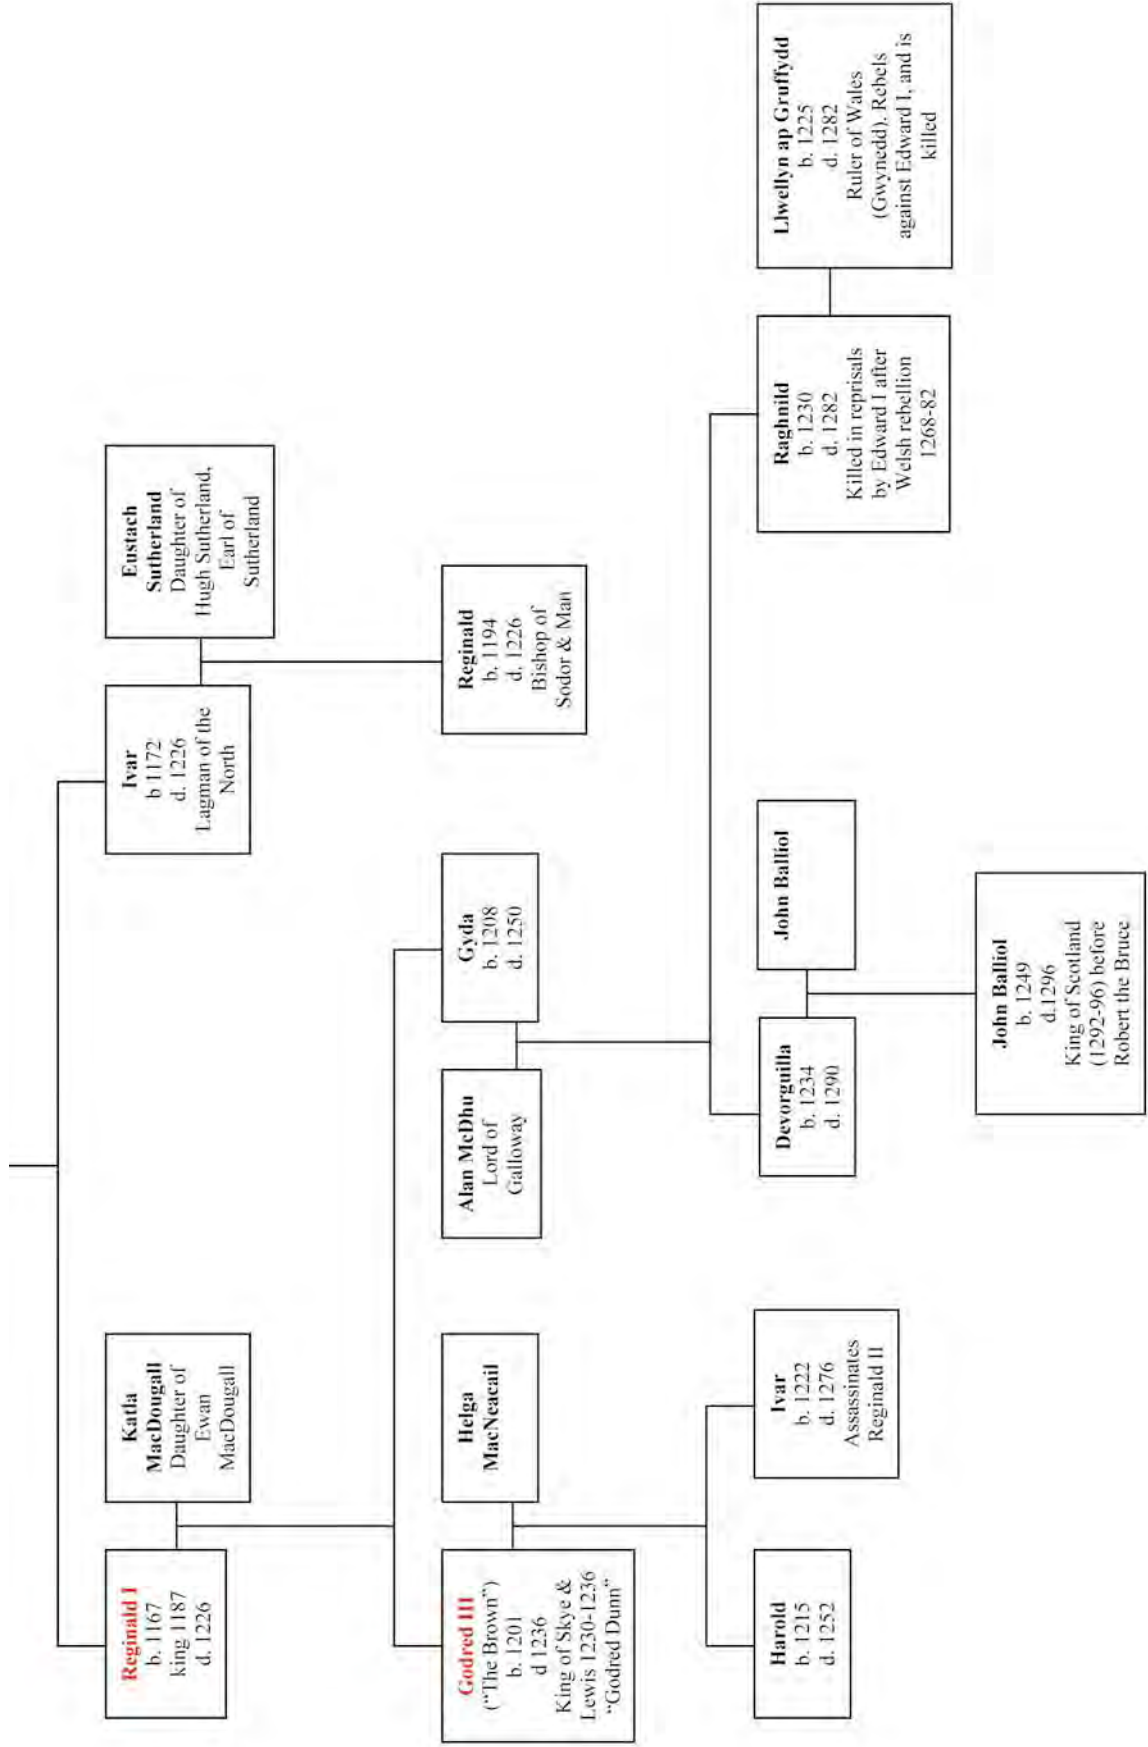 Reginald I
b. 1167
king 1187
d. 1226
Katla
MacDougall
Daughter of
Ewan
MacDougall
Ivar
b 1172
d. 1226
Lagman of the
North
Eustach
Sutherland
Daughter of
Hugh Sutherland,
Earl of
Sutherland
Godred III
(“The Brown”)
b. 1201
d 1236
King of Skye &
Lewis 1230-1236
“Godred Dunn“
Helga
MacNeacail
Alan McDhu
Lord of
Galloway
Gyda
b. 1208
d. 1250
Reginald
b. 1194
d. 1226
Bishop of
Sodor & Man
Harold
b. 1215
d. 1252
Ivar
b. 1222
d. 1276
Assassinates
Reginald II
Devorguilla
b. 1234
d. 1290
John Balliol
Raghnild
b. 1230
d. 1282
Killed in reprisals
by Edward I after
Welsh rebellion
1268-82
Llwellyn ap Gruffydd
b. 1225
d. 1282
Ruler of Wales
(Gwynedd). Rebels
against Edward I, and is
killed
John Balliol
b. 1249
d.1296
King of Scotland
(1292-96) before
Robert the Bruce